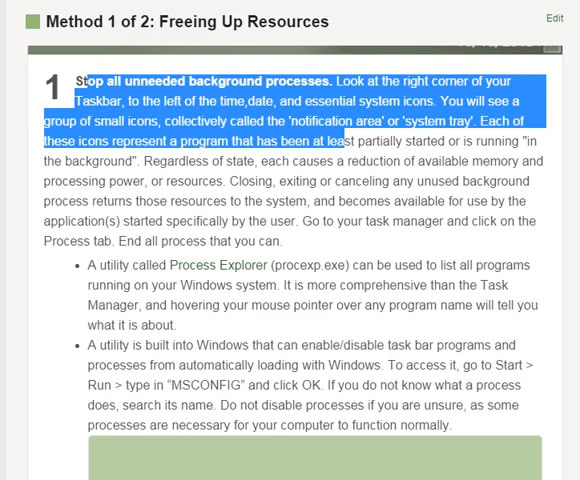 Method 1 of 2: Freeing Up Resources
Edit
1 Stop all unneeded background processes. Look at the right corner of your
Taskbar, to the left of the time,date, and essential system icons. You will see a
group of small icons, collectively called the 'notification area' or 'system tray'. Each of
these icons represent a program that has been at least partially started or is running "in
the background". Regardless of state, each causes a reduction of available memory and
processing power, or resources. Closing, exiting or canceling any unused background
process returns those resources to the system, and becomes available for use by the
application(s) started specifically by the user. Go to your task manager and click on the
Process tab. End all process that you can.
• A utility called Process Explorer (procexp.exe) can be used to list all programs
running on your Windows system. It is more comprehensive than the Task
Manager, and hovering your mouse pointer over any program name will tell you
what it is about.
• A utility is built into Windows that can enable/disable task bar programs and
processes from automatically loading with Windows. To access it, go to Start >
Run > type in “MSCONFIG” and click OK. If you do not know what a process
does, search its name. Do not disable processes if you are unsure, as some
processes are necessary for your computer to function normally.